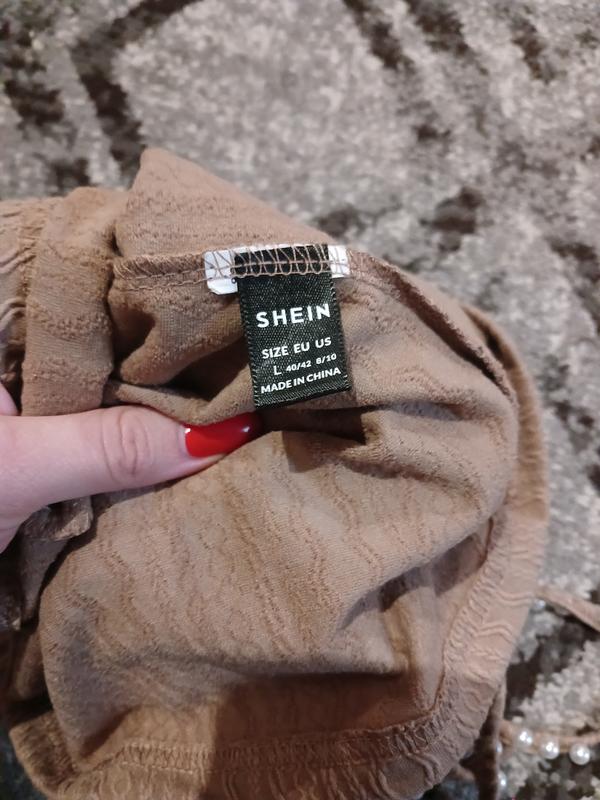 SHEIN
SIZE EU US
L 40/42 8/10
MADE IN CHINA